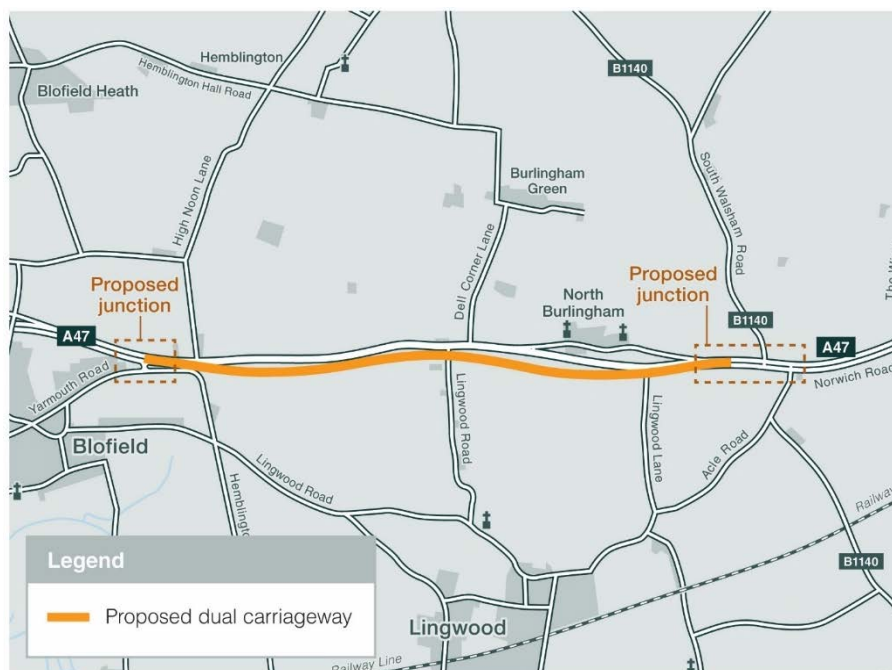 Hemblington
B1140
Blofield Heath
Hemblington Hall Road
High Noon Lane
Burlingham
Green
South Walsham
Road
Dell Corner Lane
Proposed
junction
North
Burlingham
Proposed
junction
A47
B1140
A47
Yarmouth Road
Norwich Road
Blofield
Lingwood
Road
Lingwood Lane
Acle Road
Lingwood Road
Railway
B1140
Legend
Proposed dual carriageway
Lingwood
Railway Line